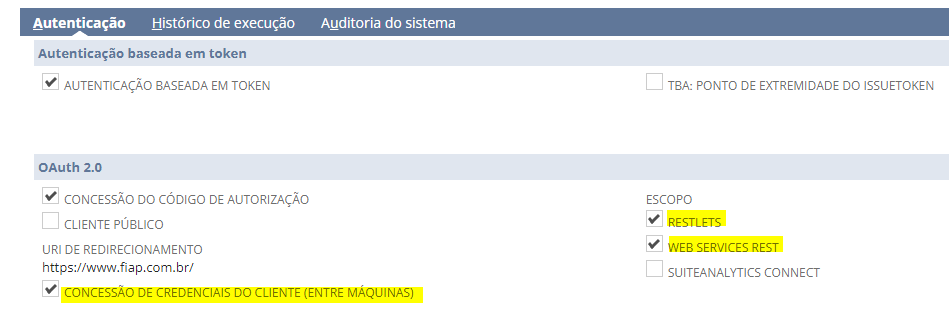 Autenticação Histórico de execução Auditoria do sistema
Autenticação baseada em token
AUTENTICAÇÃO BASEADA EM TOKEN
TBA: PONTO DE EXTREMIDADE DO ISSUETOKEN
OAuth 2.0
CONCESSÃO DO CÓDIGO DE AUTORIZAÇÃO
CLIENTE PÚBLICO
URI DE REDIRECIONAMENTO
https://www.fiap.com.br/
CONCESSÃO DE CREDENCIAIS DO CLIENTE (ENTRE MÁQUINAS)
ESCOPO
RESTLETS
WEB SERVICES REST
SUITEANALYTICS CONNECT